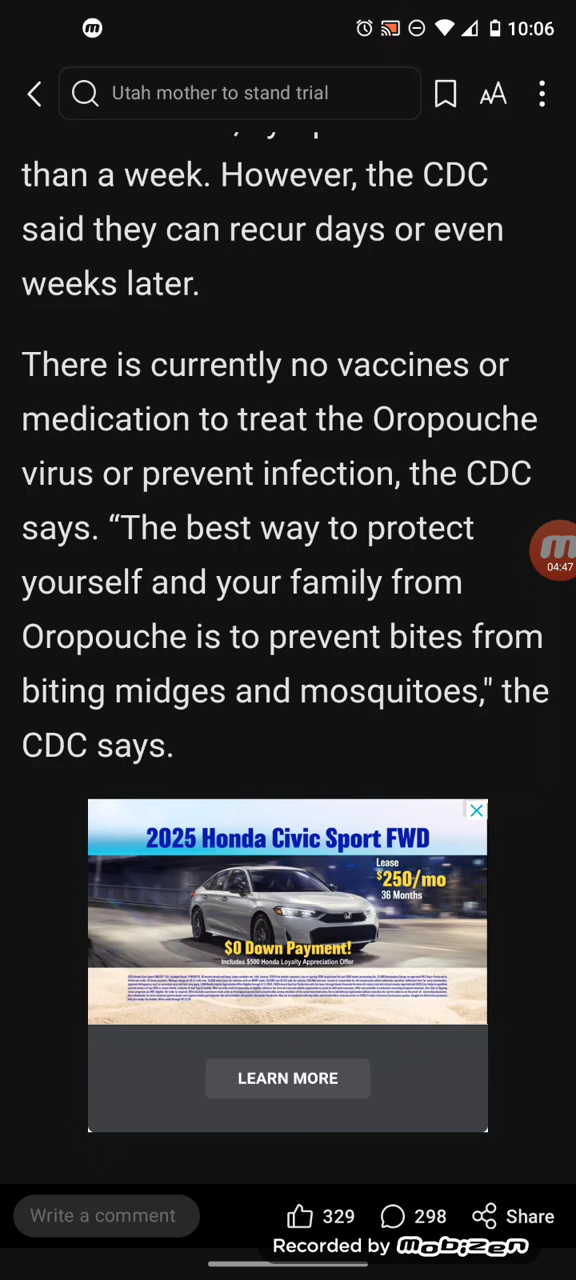 10:06
Utah mother to stand trial
AA
than a week. However, the CDC
said they can recur days or even
weeks later.
There is currently no vaccines or
medication to treat the Oropouche
virus or prevent infection, the CDC
says. “The best way to protect
yourself and your family from
Oropouche is to prevent bites from
biting midges and mosquitoes," the
CDC says.
04:47
2025 Honda Civic Sport FWD
Lease
$250/mo
36 Months
$0 Down Payment!
Includes $500 Honda Loyalty Appreciation Offer
LEARN MORE
Write a comment
329
298
Share
Recorded by mobizen